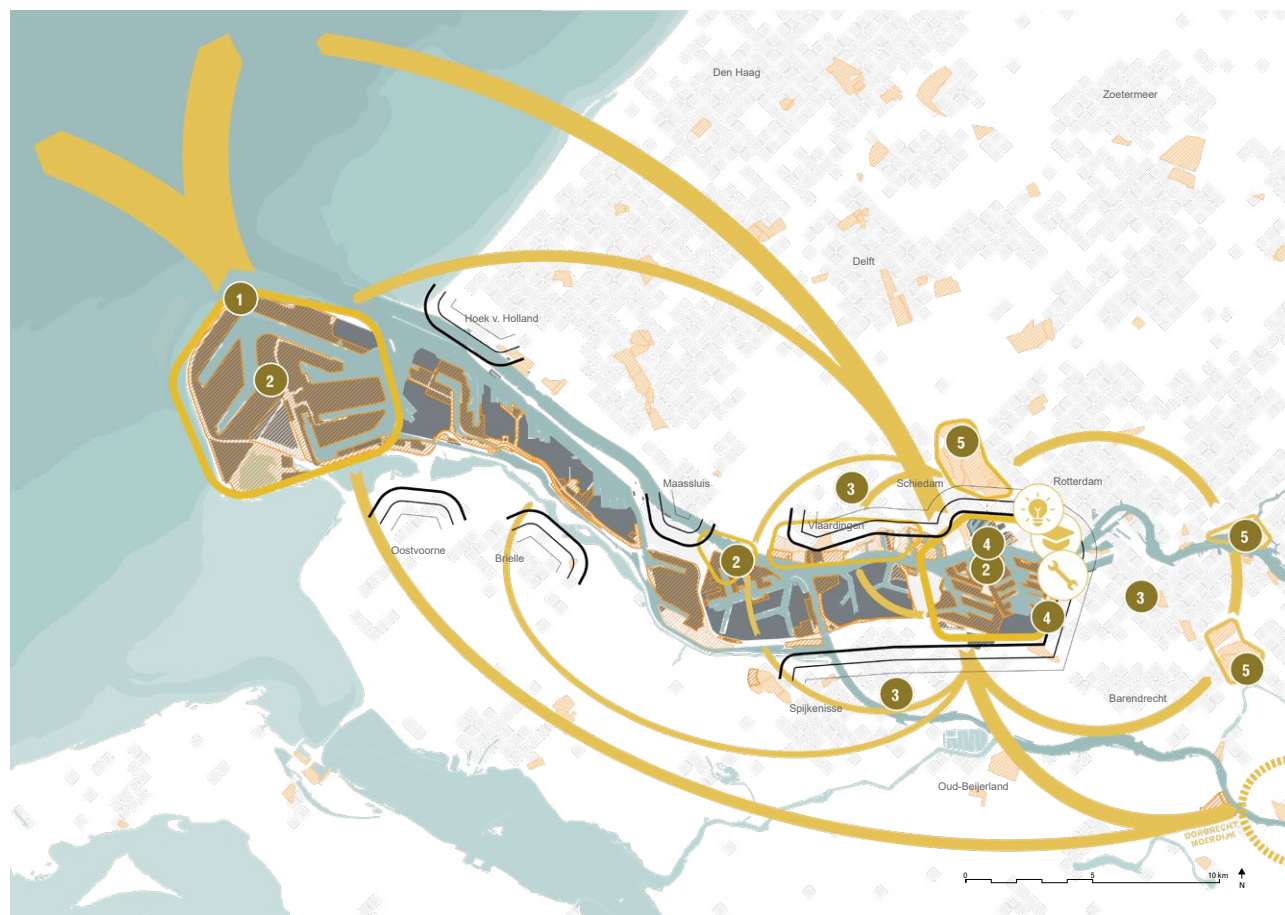 Den Haag
Zoetermeer
Delft
1
Hoek v. Holland
2
5
Maassluis
3
Schiedam
Rotterdam
Vlaardingen
5
4
2
2
Oostvoorne
Brielle
3
4
5
3
Spijkenisse
Barendrecht
Oud-Beijerland
DORDRECHT
MOERDIJK
0 5 10 km
N